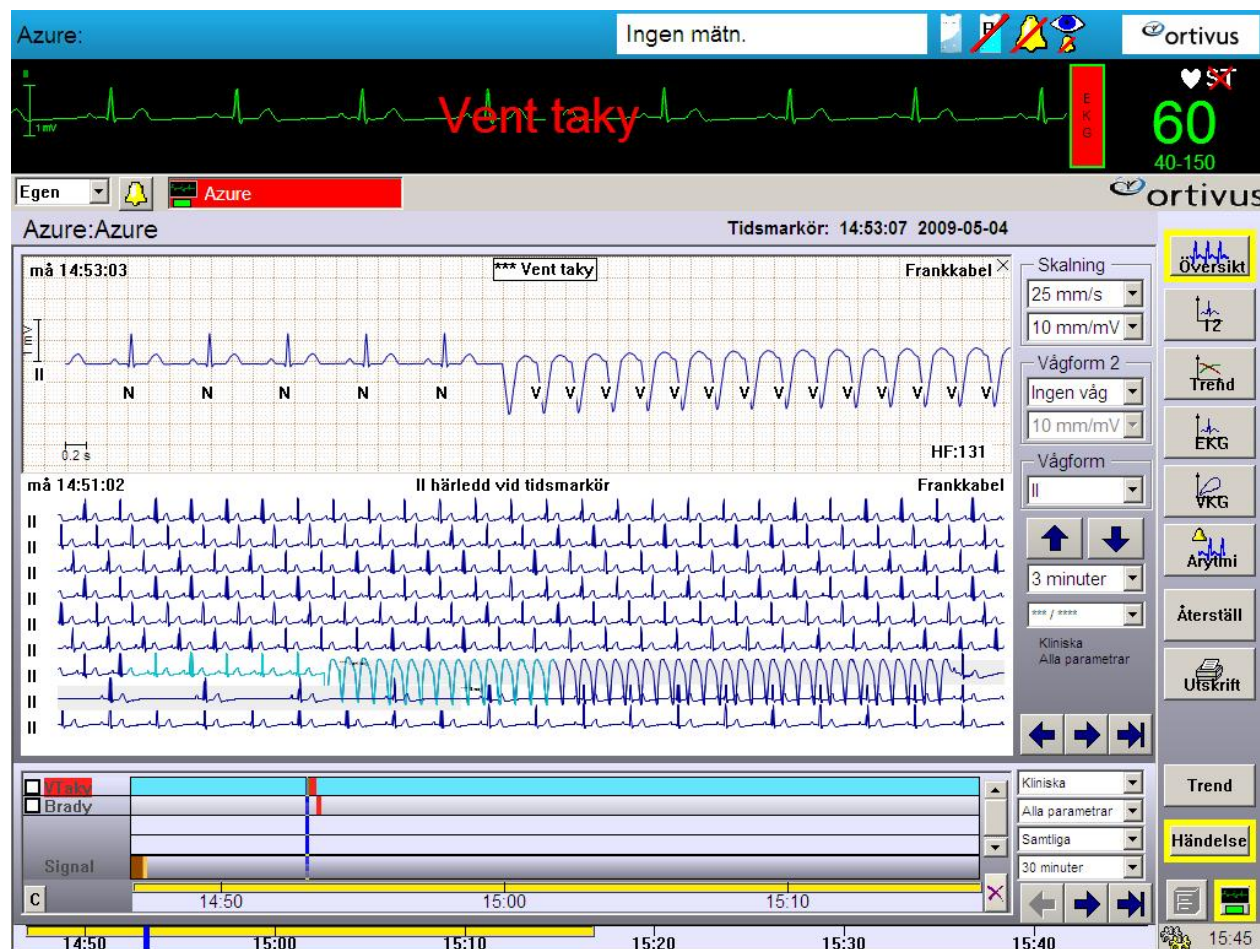 Azure:
Ingen mätn.
ortivus
1 mV
Vent taky
EKG
ST
60
40-150
Egen
Azure
ortivus
Azure:Azure
Tidsmarkör: 14:53:07 2009-05-04
må 14:53:03
*** Vent taky
Frankkabel
1 mV
II
N N N N N V V V V V V V V V V V V V
0.2 s
HF:131
må 14:51:02
II härledd vid tidsmarkör
Frankkabel
II
II
II
II
II
II
II
II
II
Skalning
25 mm/s
10 mm/mV
Vågform 2
Ingen våg
10 mm/mV
Vågform
II
3 minuter
*** / ****
Kliniska
Alla parametrar
Översikt
12
Trend
EKG
VKG
Arytmi
Återställ
Utskrift
VTaky
Brady
Signal
C
14:50 15:00 15:10
Kliniska
Alla parametrar
Samtliga
30 minuter
Trend
Händelse
14:50 15:00 15:10 15:20 15:30 15:40
15:45